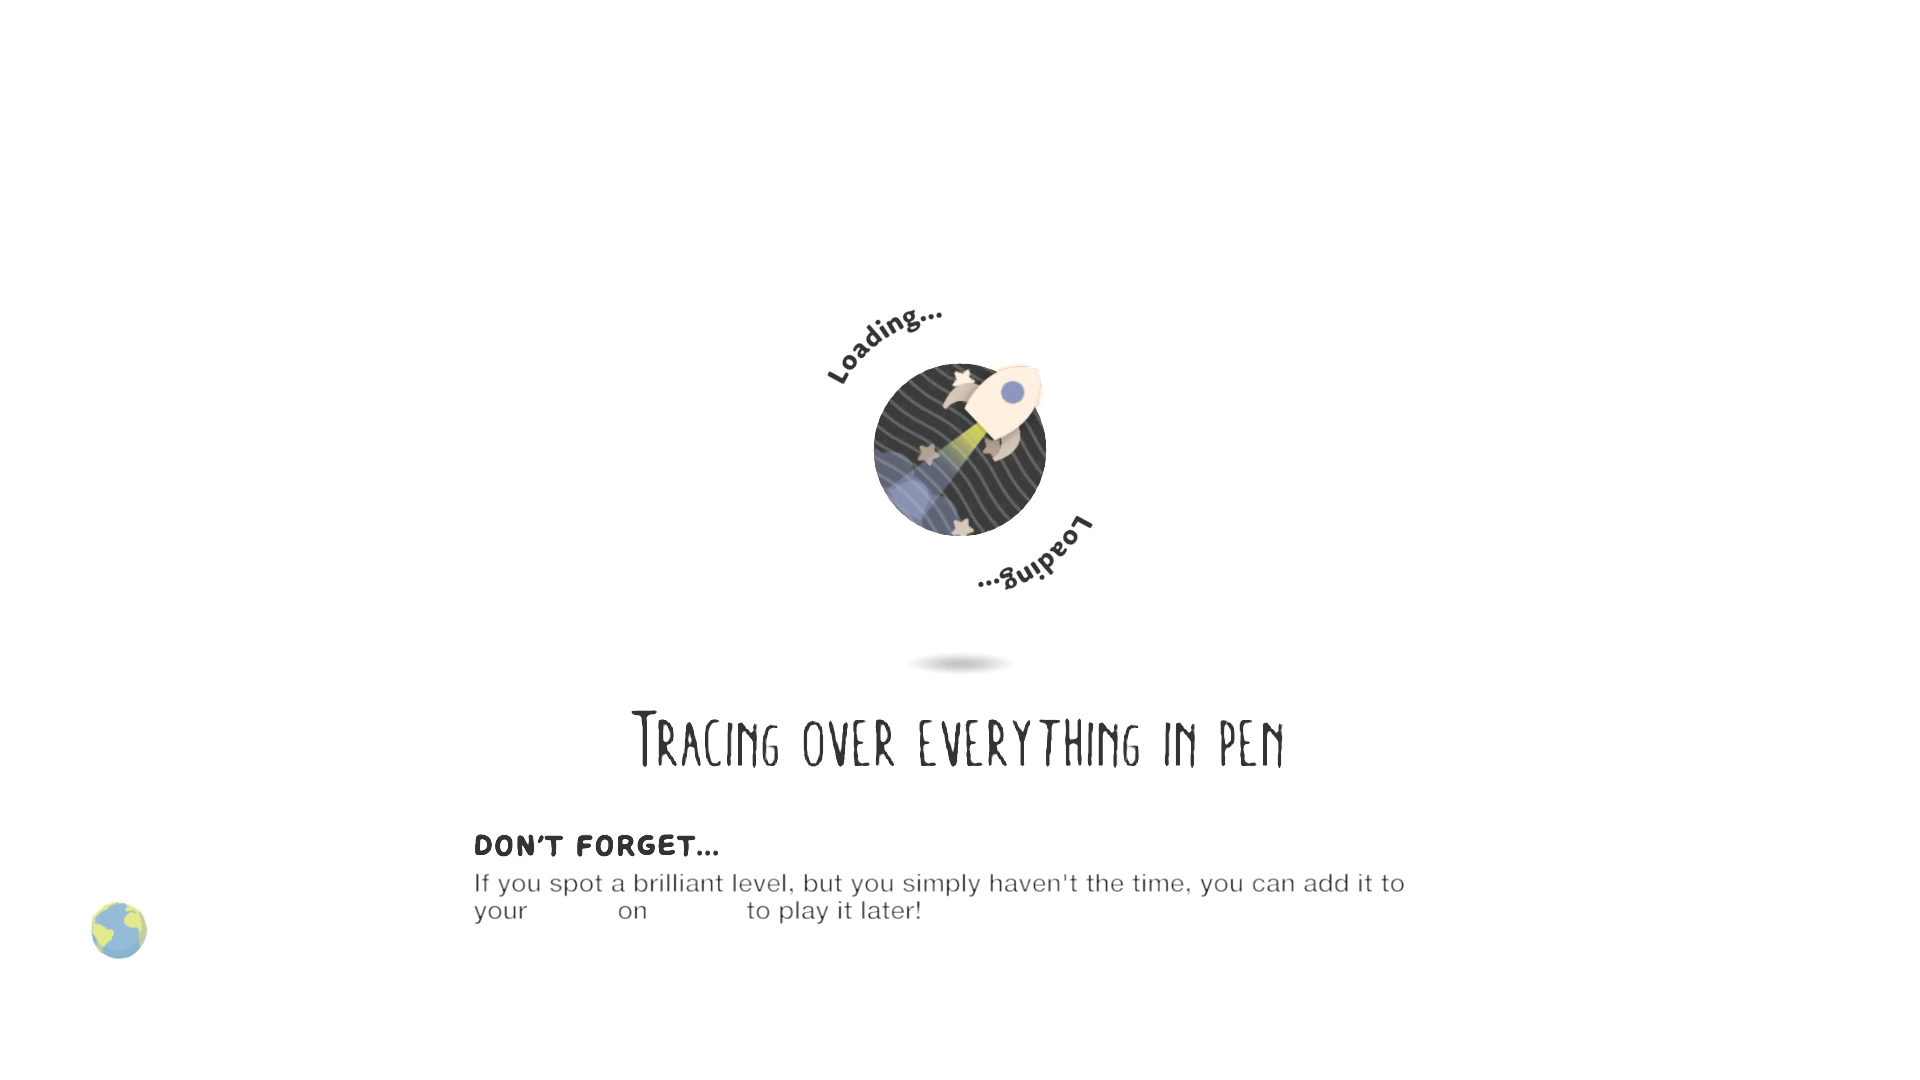 Loading...
Loading...
Tracing over everything in pen
DON'T FORGET...
If you spot a brilliant level, but you simply haven't the time, you can add it to
your on to play it later!